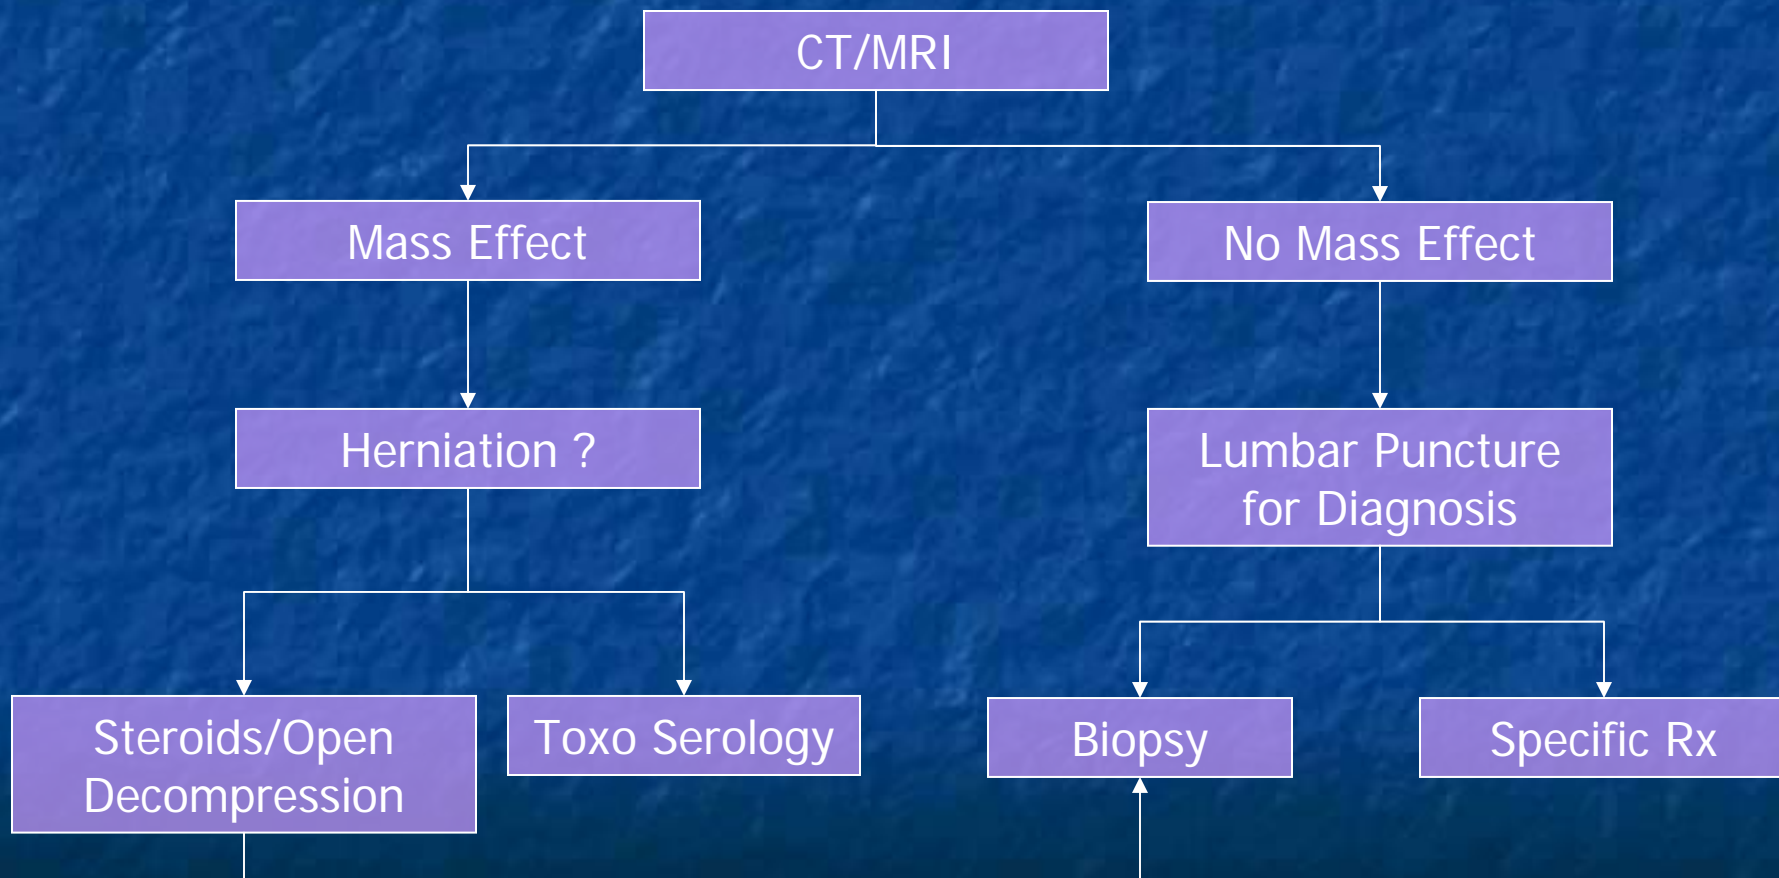 CT/MRI
Mass Effect
No Mass Effect
Herniation ?
Lumbar Puncture
for Diagnosis
Steroids/Open
Decompression
Toxo Serology
Biopsy
Specific Rx